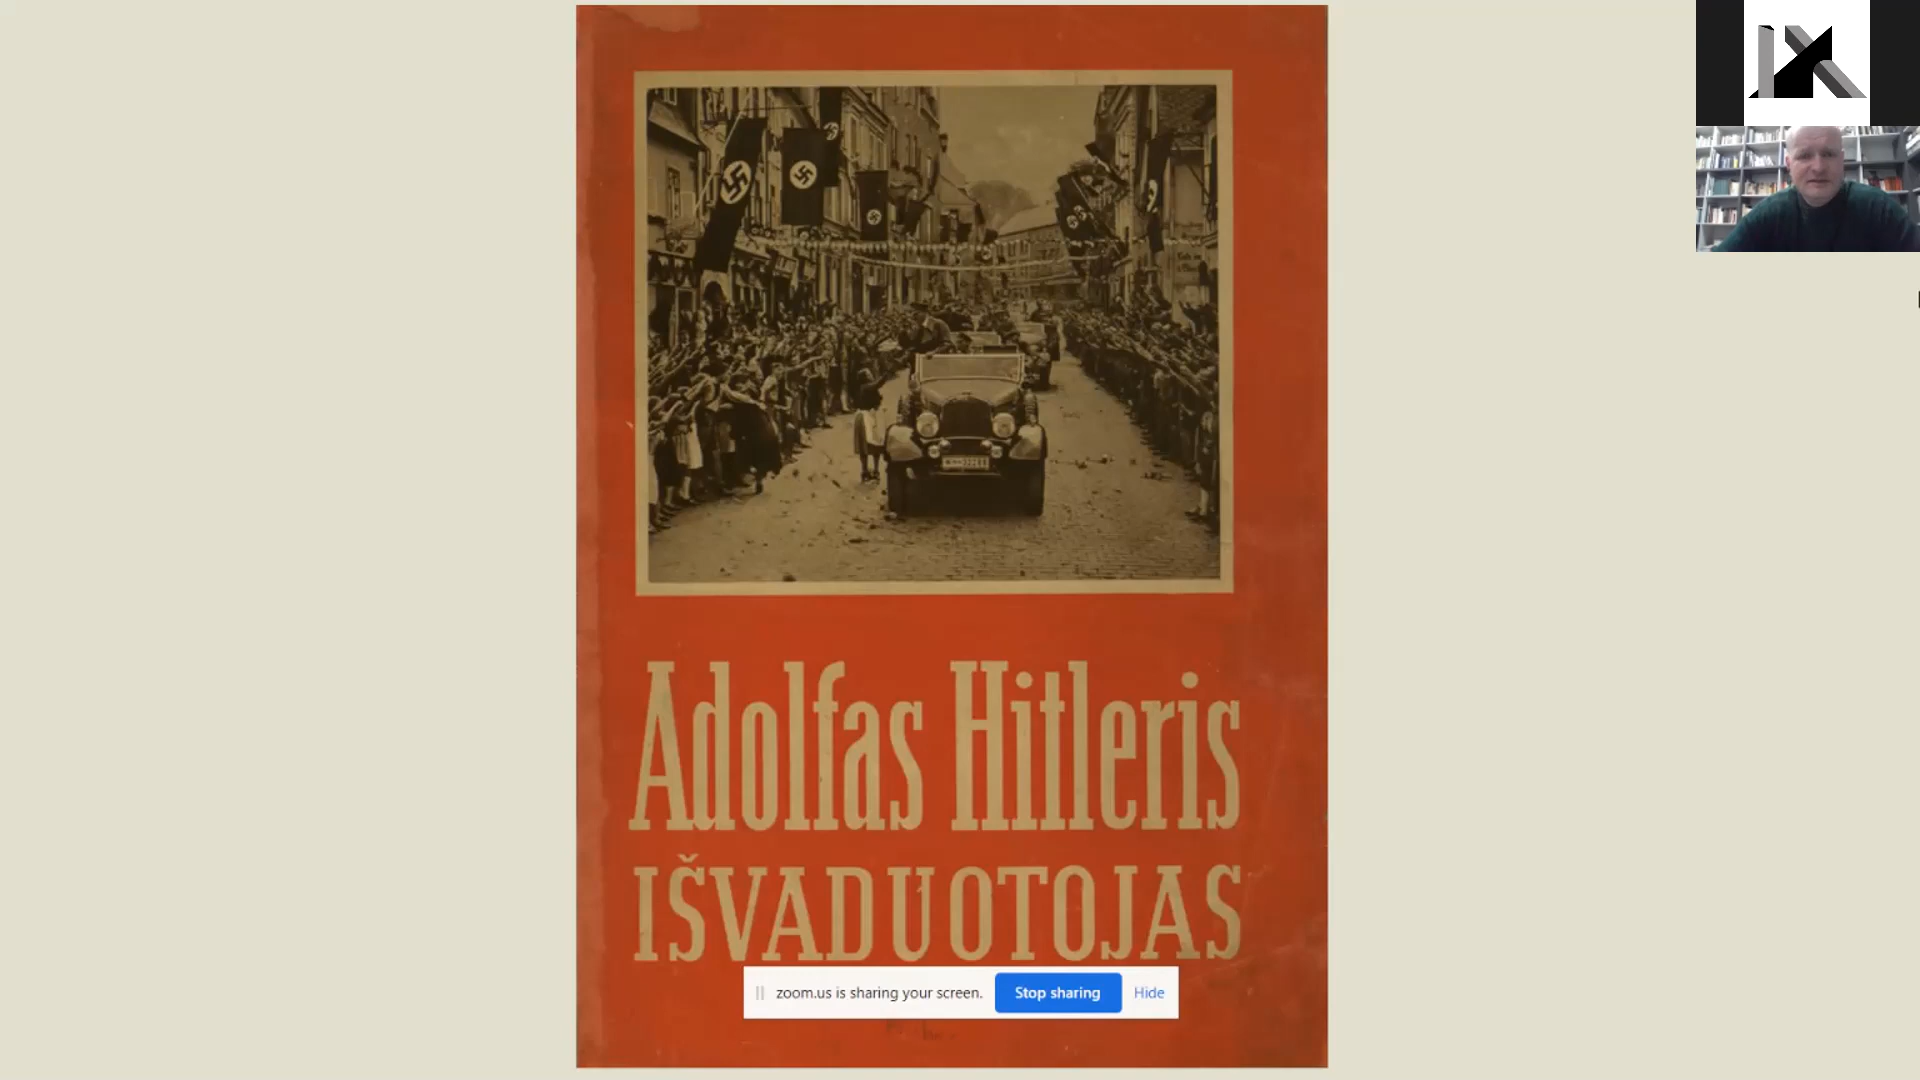 Adolfas Hitleris
IŠVADUOTOJAS
zoom.us is sharing your screen.
Stop sharing
Hide